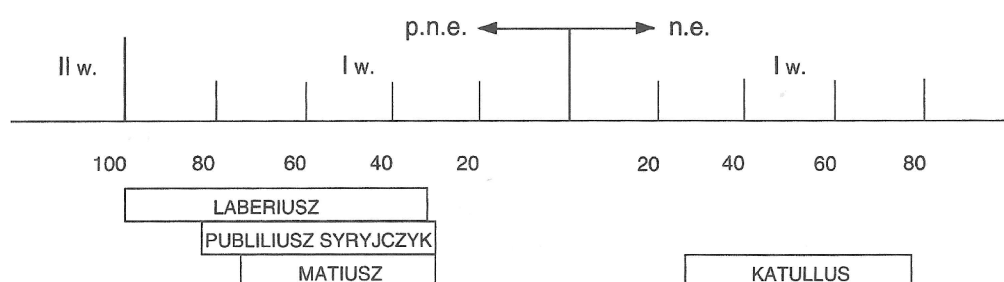 p.n.e. n.e.
II w. I w. I w.
100 80 60 40 20 20 40 60 80
LABERIUSZ
PUBLILIUSZ SYRYJCZYK
MATIUSZ KATULLUS